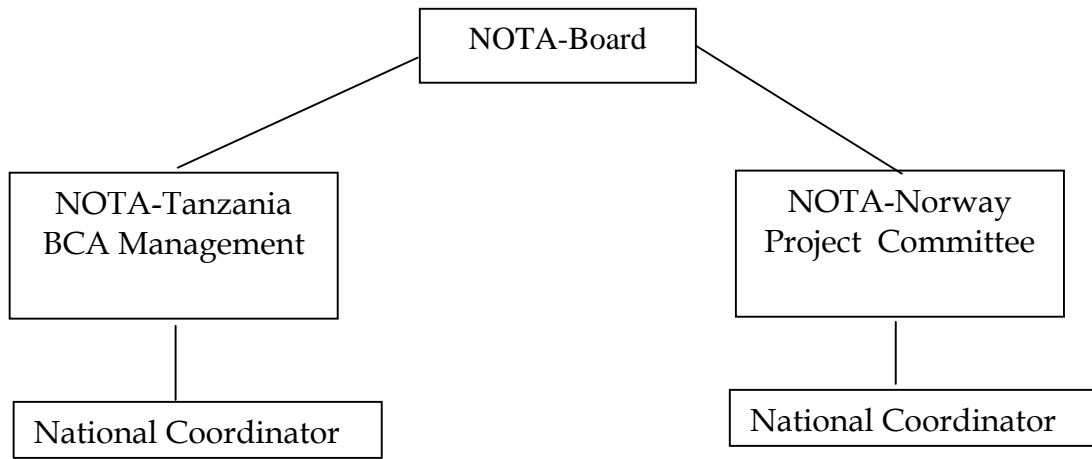 NOTA-Board
NOTA-Tanzania
BCA Management
NOTA-Norway
Project Committee
National Coordinator
National Coordinator